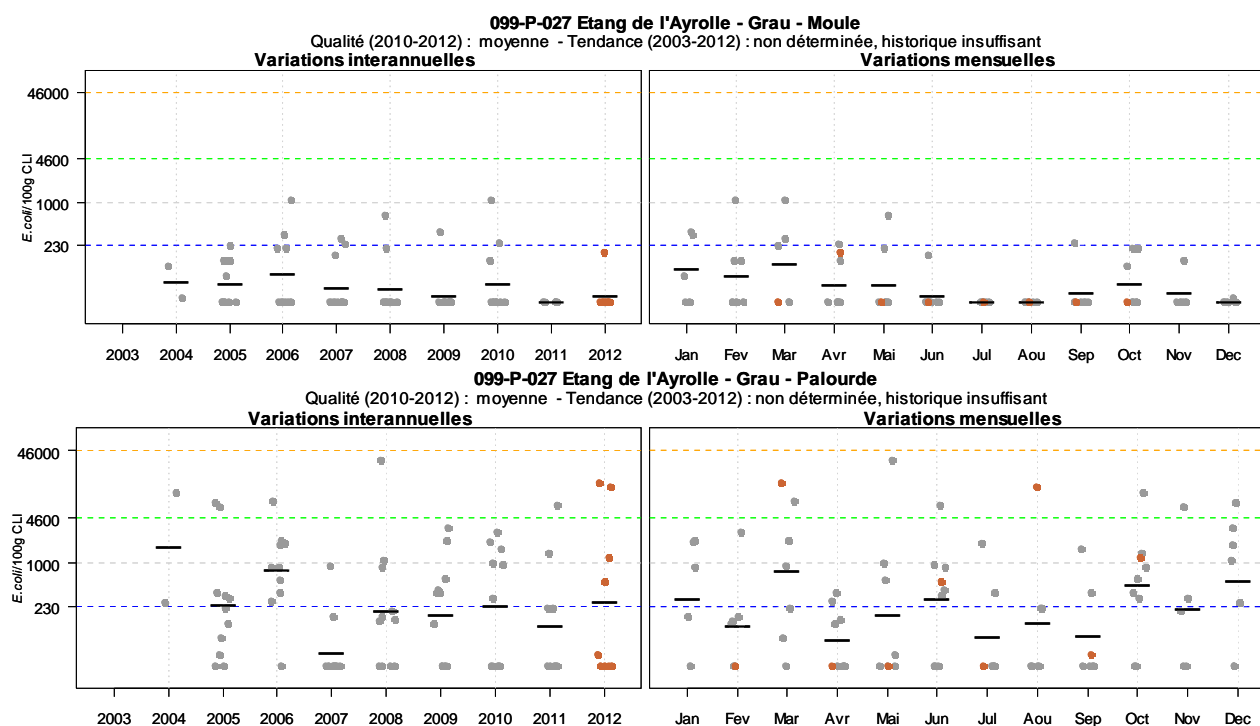 099-P-027 Etang de l'Ayrolle - Grau - Moule
Qualité (2010-2012) : moyenne - Tendance (2003-2012) : non déterminée, historique insuffisant
Variations interannuelles Variations mensuelles
46000
4600
1000
230
E.coli/100g CLI
2003 2004 2005 2006 2007 2008 2009 2010 2011 2012 Jan Fev Mar Avr Mai Jun Jul Aou Sep Oct Nov Dec
099-P-027 Etang de l'Ayrolle - Grau - Palourde
Qualité (2010-2012) : moyenne - Tendance (2003-2012) : non déterminée, historique insuffisant
Variations interannuelles Variations mensuelles
46000
4600
1000
230
E.coli/100g CLI
2003 2004 2005 2006 2007 2008 2009 2010 2011 2012 Jan Fev Mar Avr Mai Jun Jul Aou Sep Oct Nov Dec